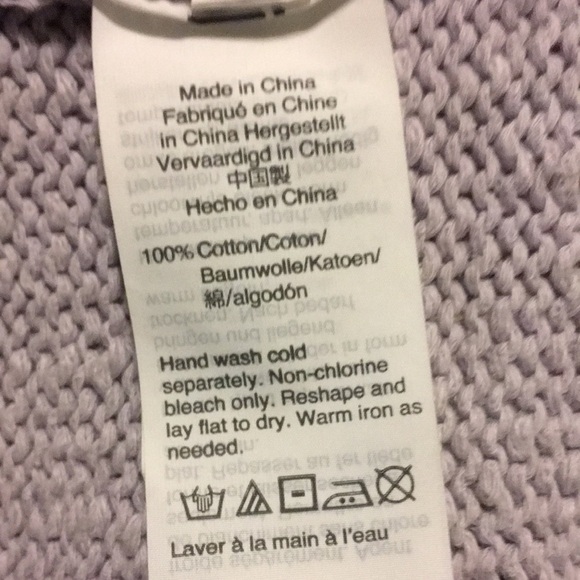 Made in China
Fabriqué en Chine
in China Hergestellt
Vervaardigd in China
中国製
Hecho en China
100% Cotton/Coton/
Baumwolle/Katoen/
綿/algodón
Hand wash cold
separately. Non-chlorine
bleach only. Reshape and
lay flat to dry. Warm iron as
needed.
Laver à la main à l'eau